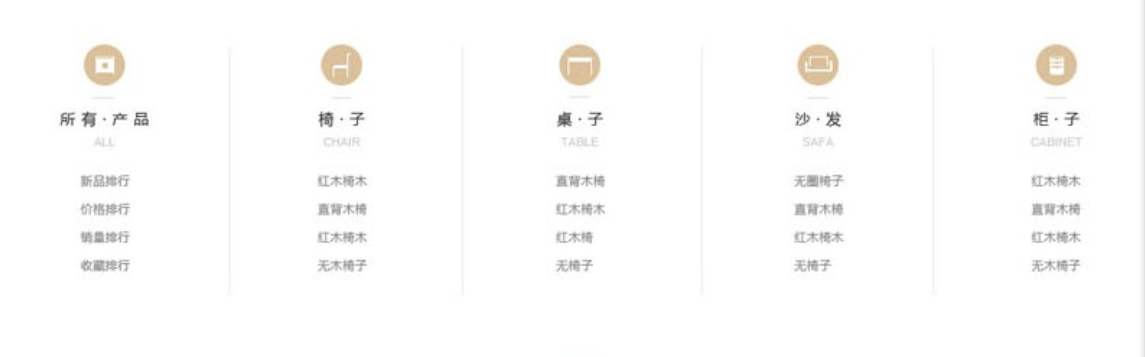 所有·产品
ALL
新品排行
价格排行
销量排行
收藏排行
椅·子
CHAIR
红木椅木
直背木椅
红木椅木
无木椅子
桌·子
TABLE
直背木椅
红木椅木
红木椅
无椅子
沙·发
SAFA
无圈椅子
直背木椅
红木椅木
无椅子
柜·子
CABINET
红木椅木
直背木椅
红木椅木
无木椅子